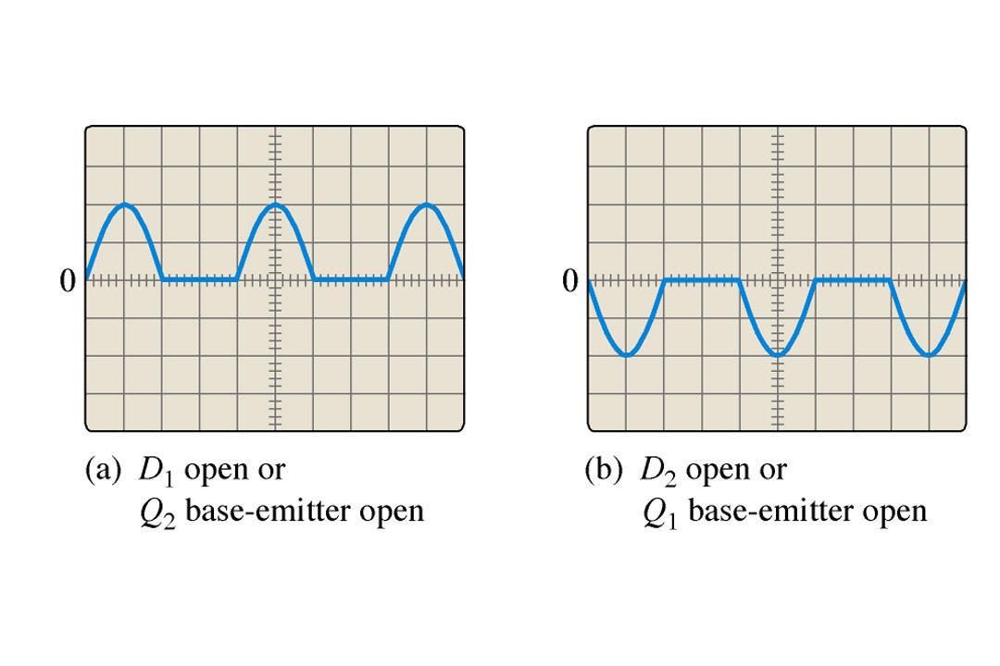 0
0
(a) D₁ open or
Q₂ base-emitter open
(b) D₂ open or
Q₁ base-emitter open